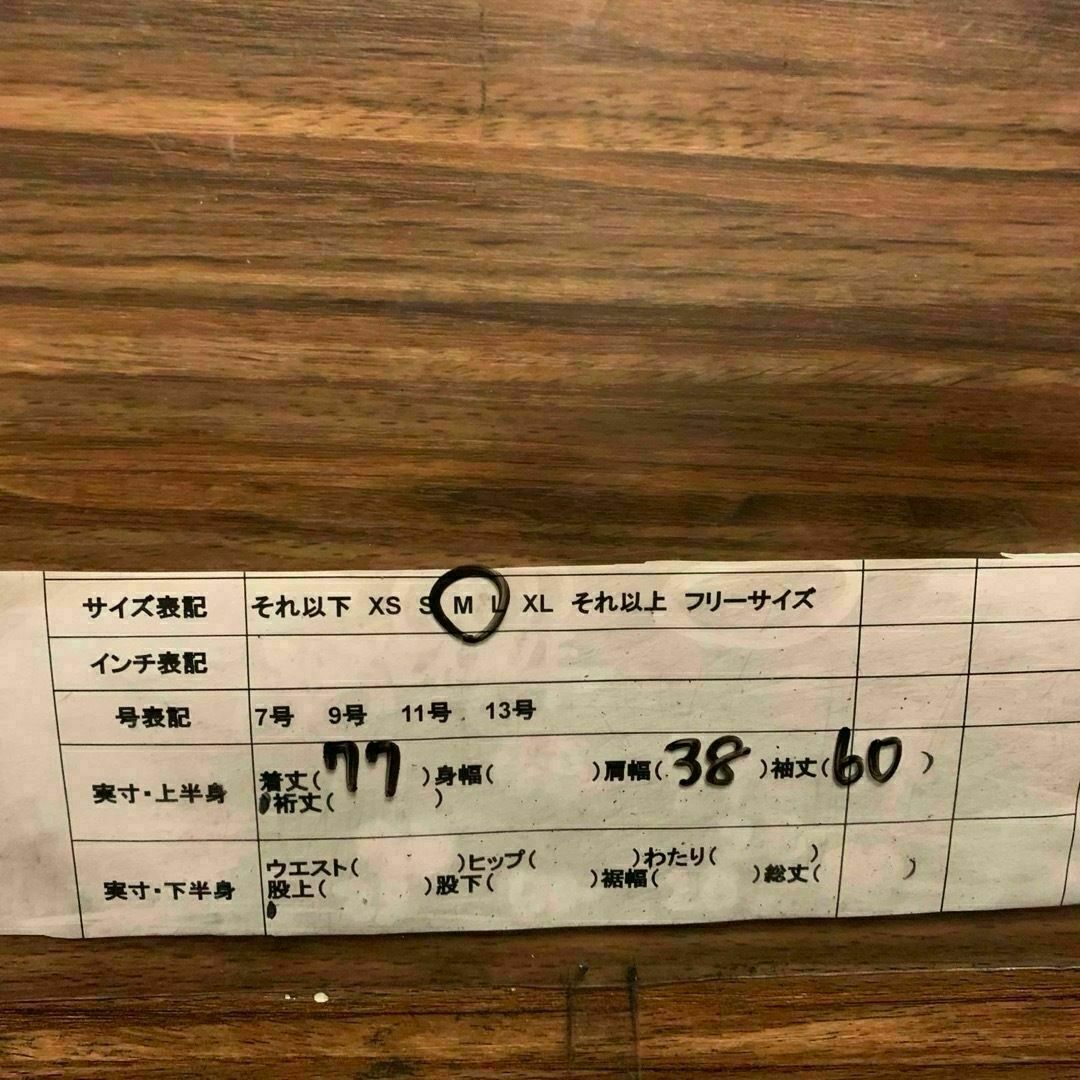 サイズ表記 それ以下 XS S M L XL それ以上 フリーサイズ
インチ表記
号表記 7号 9号 11号 13号
実寸・上半身 着丈(77)身幅( )肩幅(38)袖丈(60)
裄丈( )
実寸・下半身 ウエスト( )ヒップ( )わたり( )
股上( )股下( )裾幅( )総丈( )